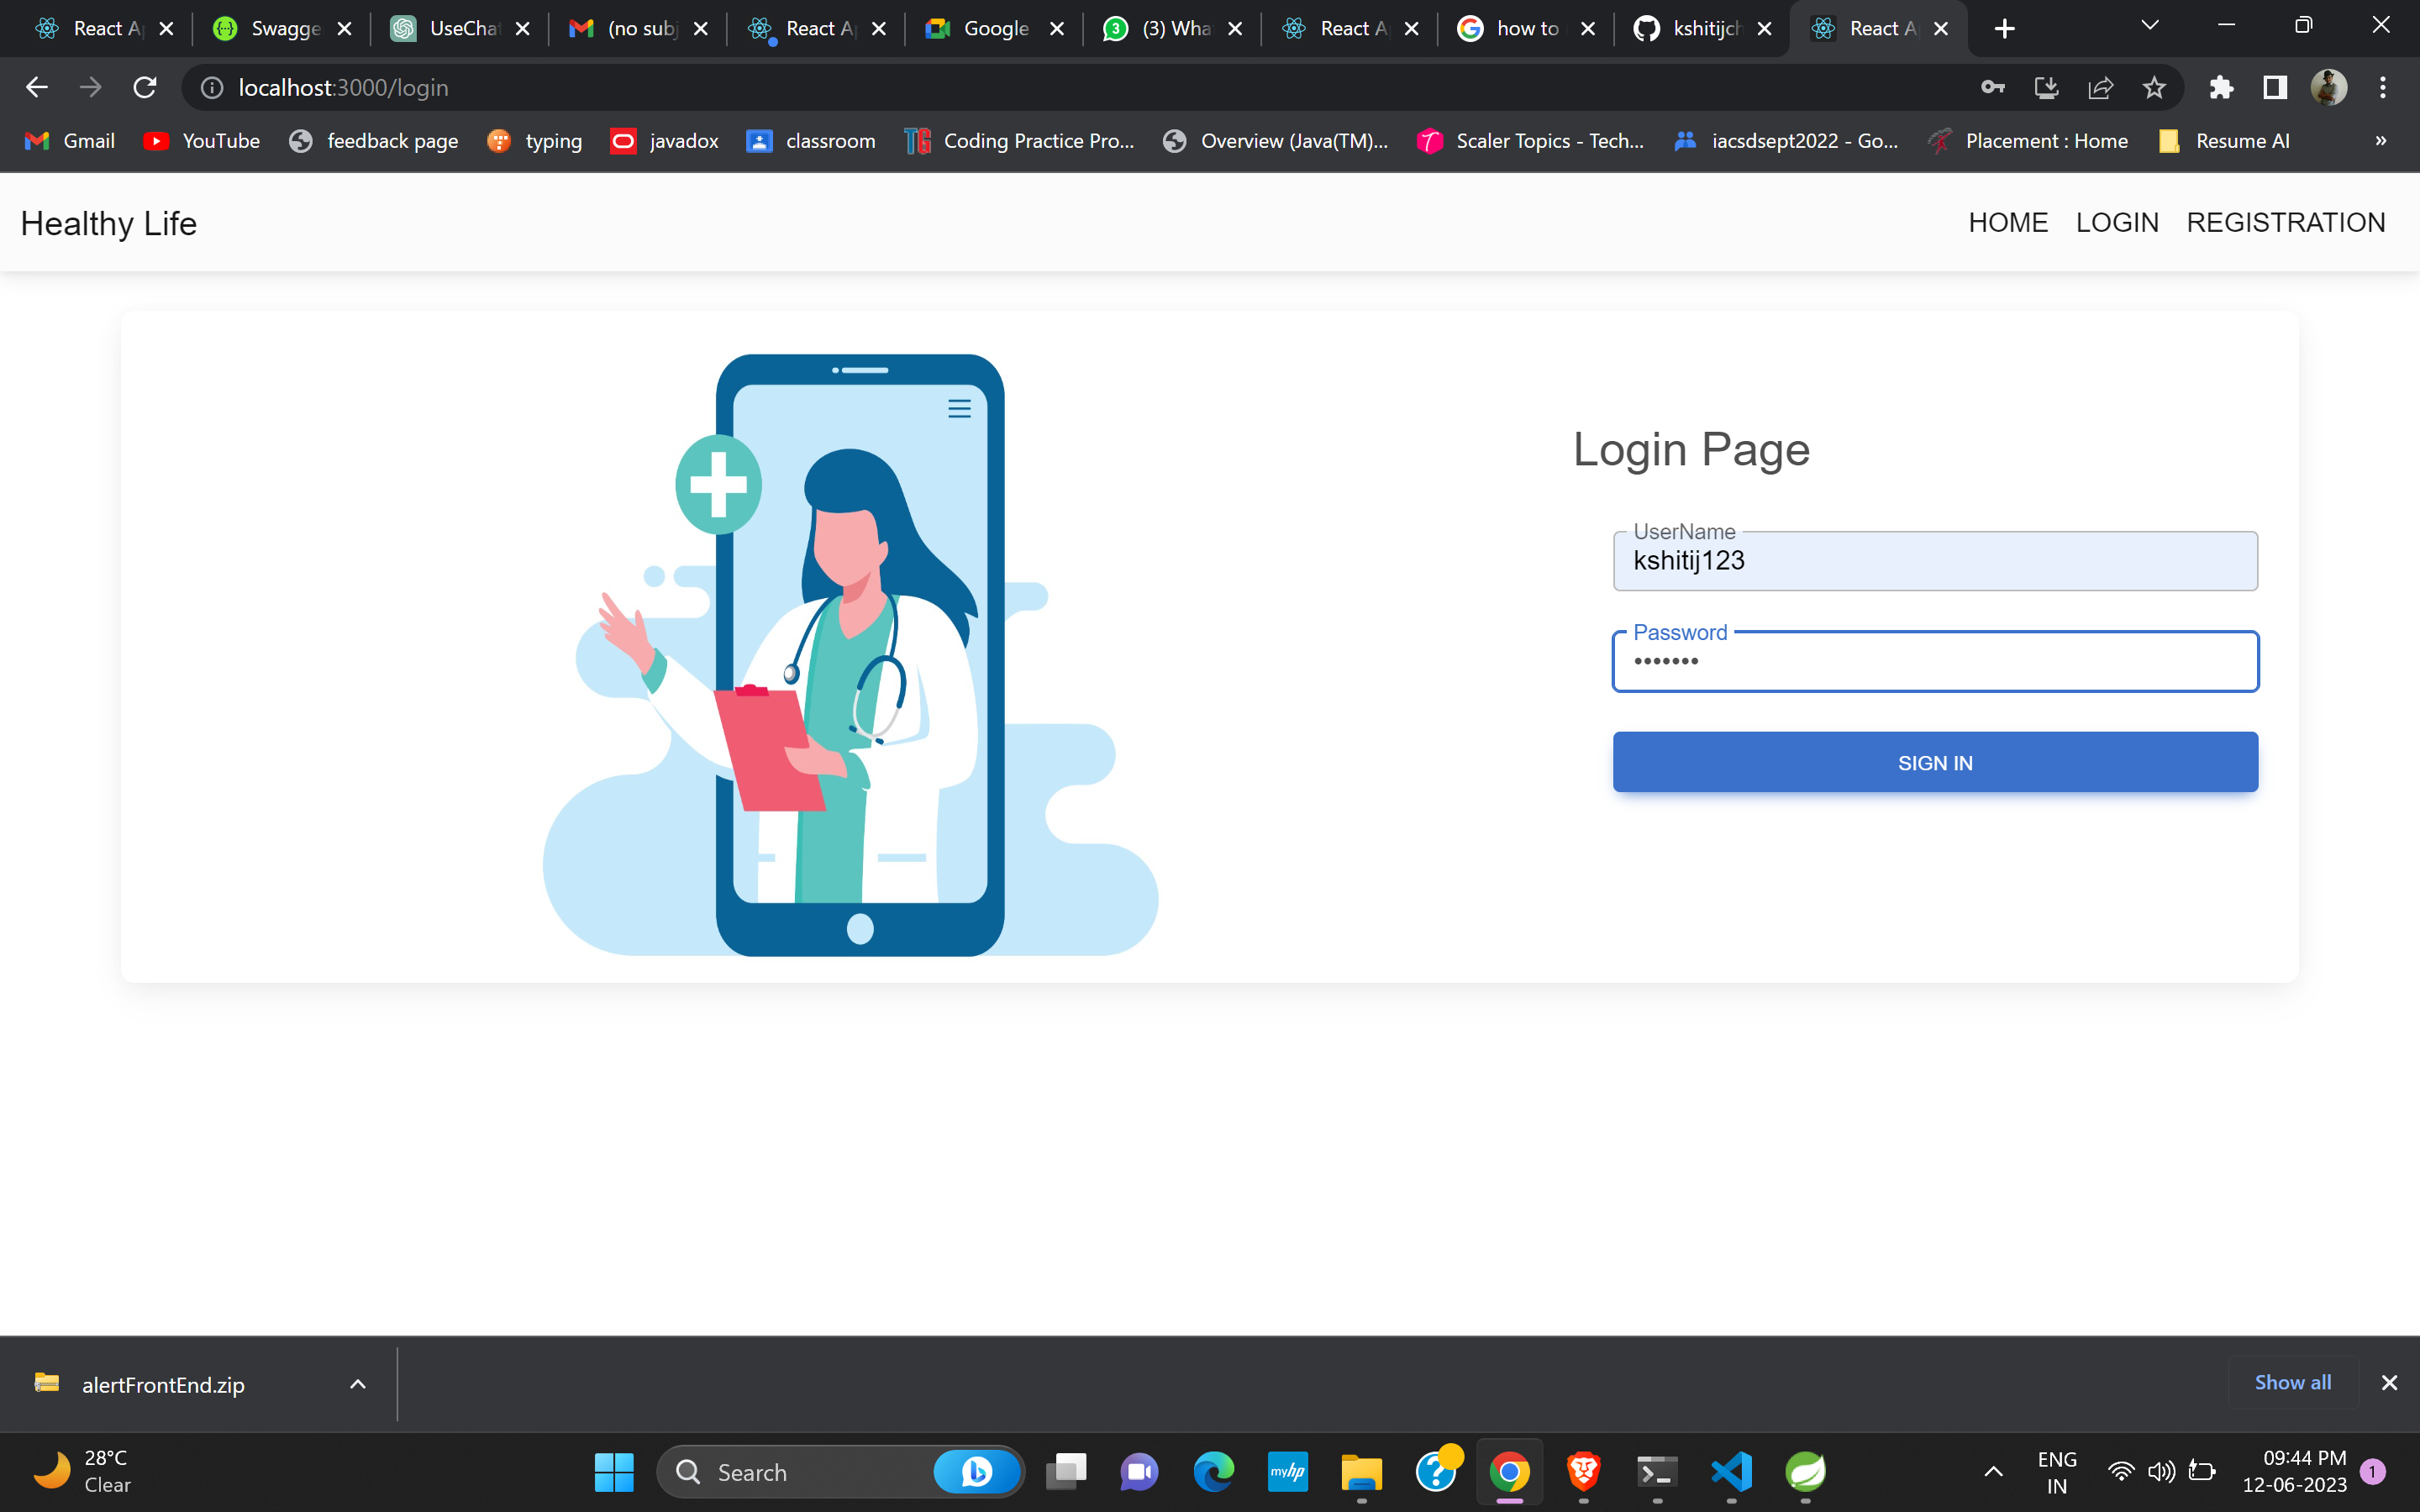 React A
Swagge
UseChat
(no subj
React A
Google
(3) Wha
React A
how to
kshitijch
React A
localhost:3000/login
Gmail
YouTube
feedback page
typing
javadox
classroom
TG
Coding Practice Pro...
Overview (Java(TM)...
Scaler Topics - Tech...
iacsdsept2022 - Go...
Placement : Home
Resume AI
»
Healthy Life
HOME
LOGIN
REGISTRATION
Login Page
UserName
kshitij123
Password
•••••••
SIGN IN
alertFrontEnd.zip
Show all
28°C
Clear
Search
myhp
ENG
IN
09:44 PM
12-06-2023
1